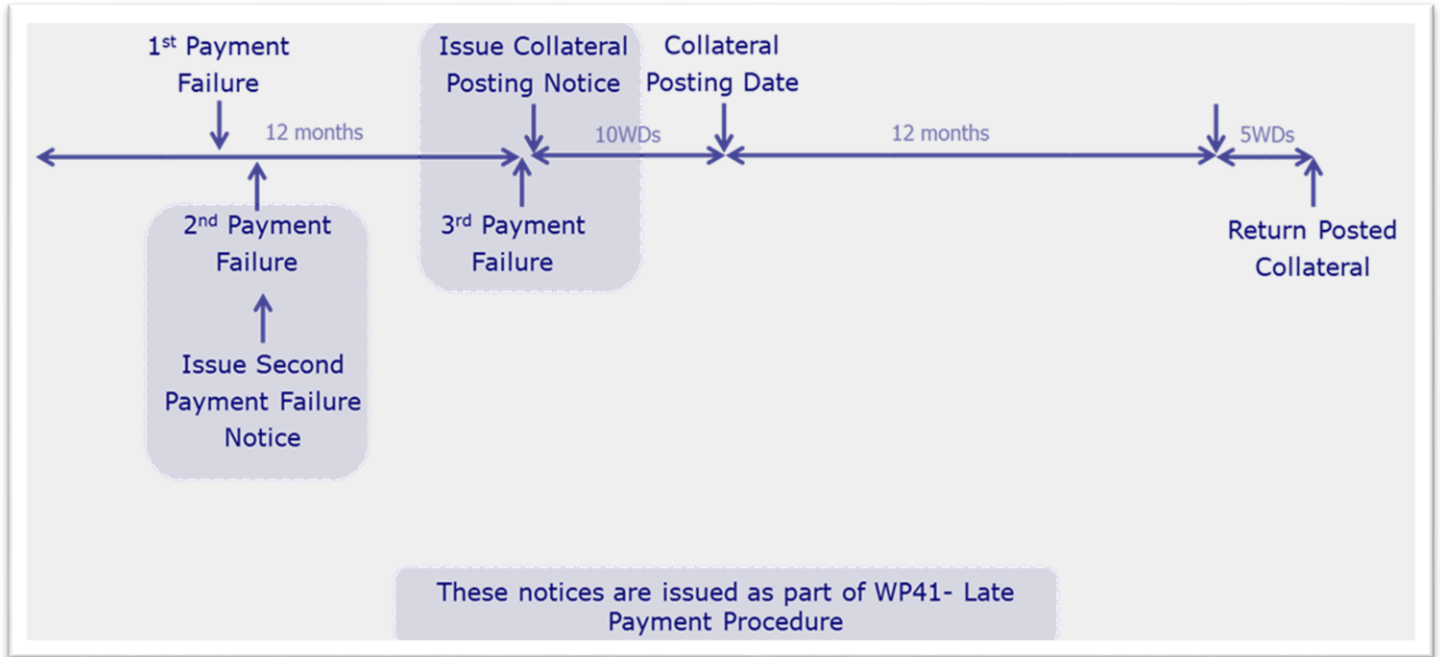 1st Payment
Failure
Issue Collateral
Posting Notice
Collateral
Posting Date
12 months
10WDs
12 months
5WDs
2nd Payment
Failure
3rd Payment
Failure
Return Posted
Collateral
Issue Second
Payment Failure
Notice
These notices are issued as part of WP41- Late
Payment Procedure